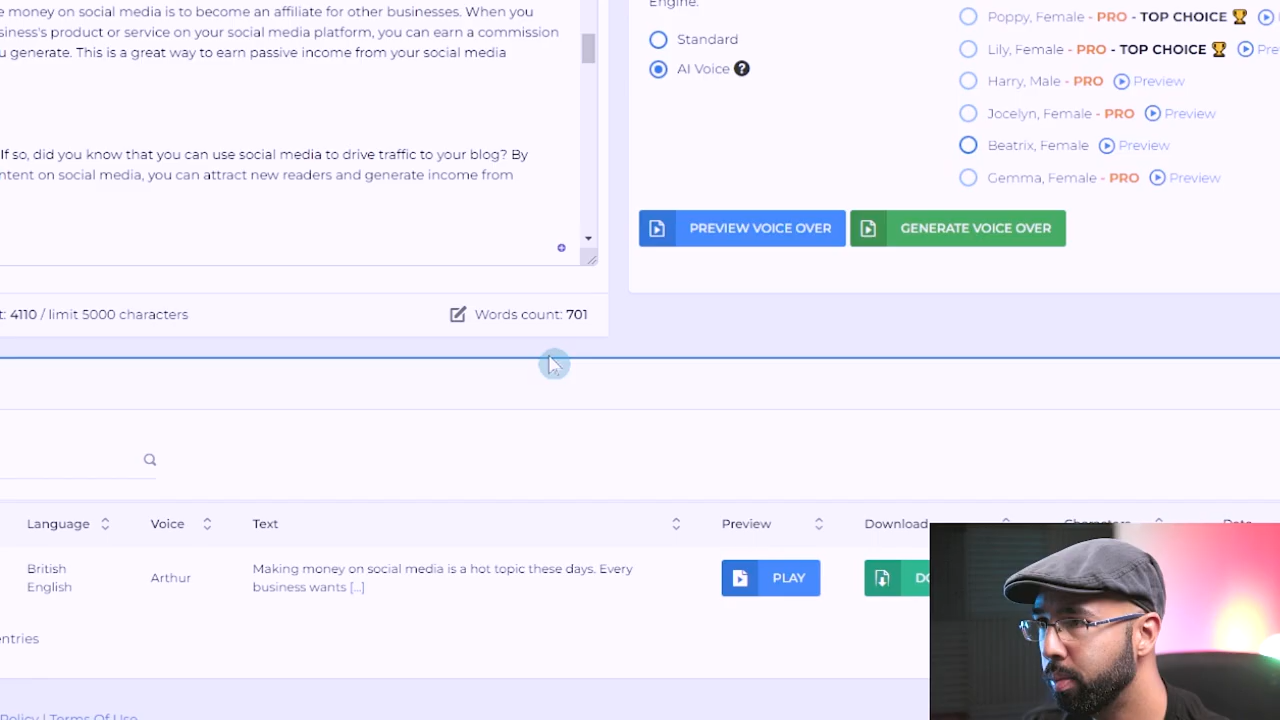 e money on social media is to become an affiliate for other businesses. When you
siness's product or service on your social media platform, you can earn a commission
u generate. This is a great way to earn passive income from your social media
If so, did you know that you can use social media to drive traffic to your blog? By
ntent on social media, you can attract new readers and generate income from
t: 4110 / limit 5000 characters
Words count: 701
Engine:
Standard
AI Voice ?
Poppy, Female - PRO - TOP CHOICE
Lily, Female - PRO - TOP CHOICE Pre
Harry, Male - PRO Preview
Jocelyn, Female - PRO Preview
Beatrix, Female Preview
Gemma, Female - PRO Preview
PREVIEW VOICE OVER
GENERATE VOICE OVER
Language Voice Text Preview Download
British English
Arthur
Making money on social media is a hot topic these days. Every
business wants [...]
PLAY
DO
entries
Policy | Terms Of Use